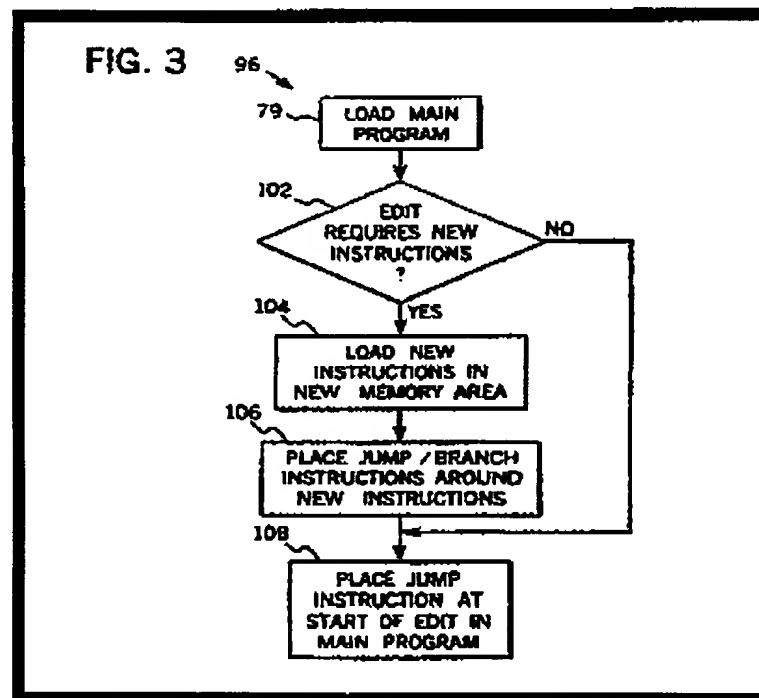 FIG. 3
96
79
LOAD MAIN
PROGRAM
102
EDIT
REQUIRES NEW
INSTRUCTIONS
?
NO
YES
104
LOAD NEW
INSTRUCTIONS IN
NEW MEMORY AREA
106
PLACE JUMP / BRANCH
INSTRUCTIONS AROUND
NEW INSTRUCTIONS
108
PLACE JUMP
INSTRUCTION AT
START OF EDIT IN
MAIN PROGRAM